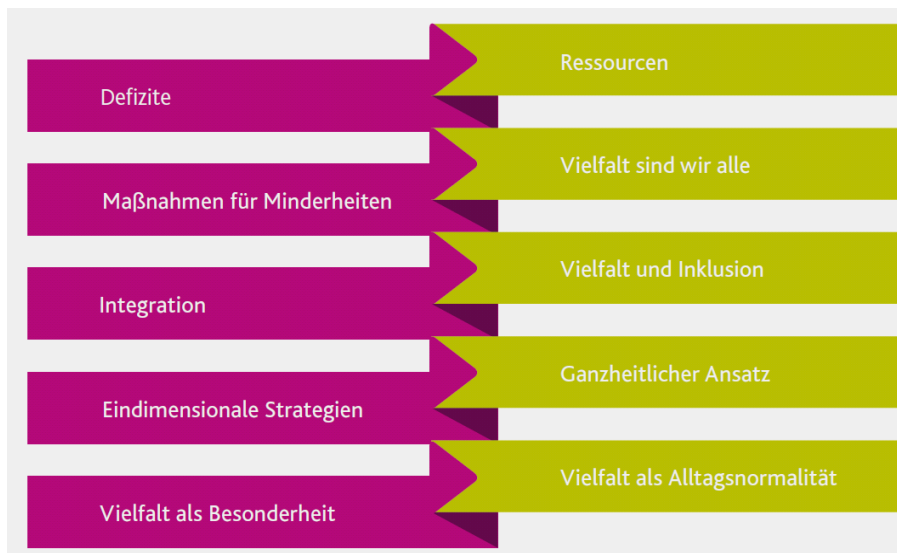 Defizite
Ressourcen
Maßnahmen für Minderheiten
Vielfalt sind wir alle
Integration
Vielfalt und Inklusion
Eindimensionale Strategien
Ganzheitlicher Ansatz
Vielfalt als Besonderheit
Vielfalt als Alltagsnormalität